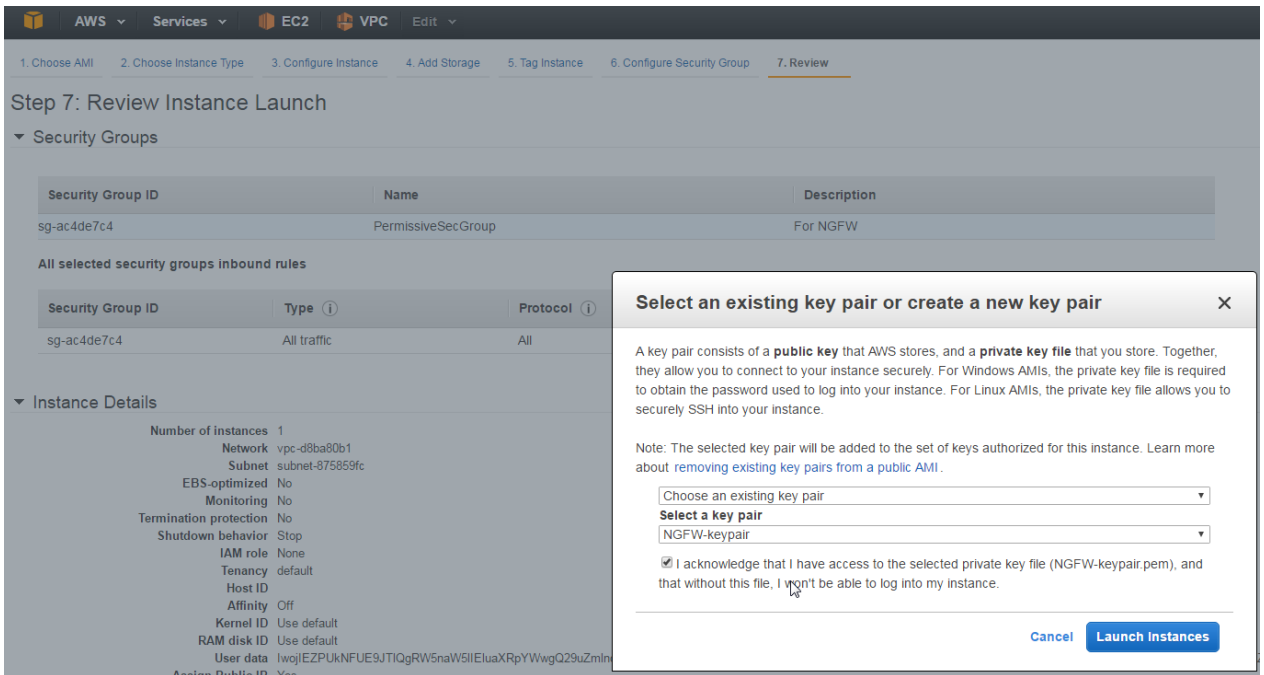 AWS Services EC2 VPC Edit
1. Choose AMI 2. Choose Instance Type 3. Configure Instance 4. Add Storage 5. Tag Instance 6. Configure Security Group 7. Review
Step 7: Review Instance Launch
Security Groups
Security Group ID Name Description
sg-ac4de7c4 PermissiveSecGroup For NGFW
All selected security groups inbound rules
Security Group ID Type Protocol
sg-ac4de7c4 All traffic All
Instance Details
Number of instances 1
Network vpc-d8ba80b1
Subnet subnet-875859fc
EBS-optimized No
Monitoring No
Termination protection No
Shutdown behavior Stop
IAM role None
Tenancy default
Host ID
Affinity Off
Kernel ID Use default
RAM disk ID Use default
User data
Assign Public IP Yes
Select an existing key pair or create a new key pair
A key pair consists of a public key that AWS stores, and a private key file that you store. Together,
they allow you to connect to your instance securely. For Windows AMIs, the private key file is required
to obtain the password used to log into your instance. For Linux AMIs, the private key file allows you to
securely SSH into your instance.
Note: The selected key pair will be added to the set of keys authorized for this instance. Learn more
about removing existing key pairs from a public AMI.
Choose an existing key pair
Select a key pair
NGFW-keypair
I acknowledge that I have access to the selected private key file (NGFW-keypair.pem), and
that without this file, I won't be able to log into my instance.
Cancel Launch Instances